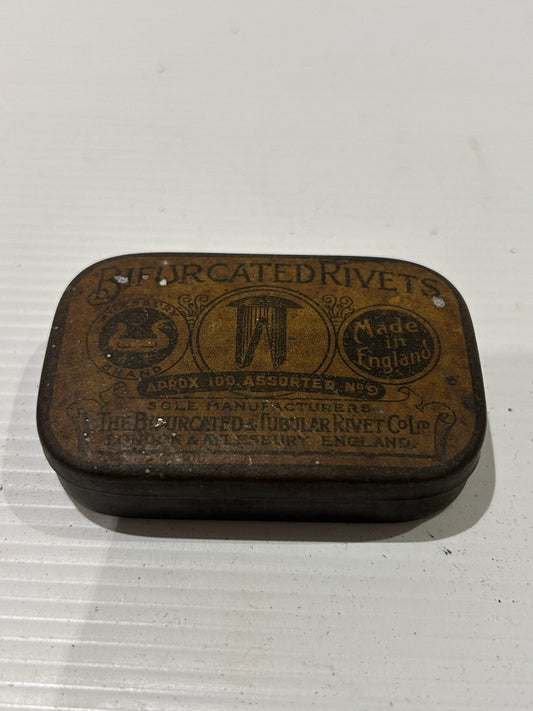 BIFURCATED RIVETS
AYLESBURY
BRAND
Made
in
England
APPROX 100 ASSORTED Nº 9
SOLE MANUFACTURERS
THE BIFURCATED & TUBULAR RIVET Co LTD
LONDON & AYLESBURY, ENGLAND.